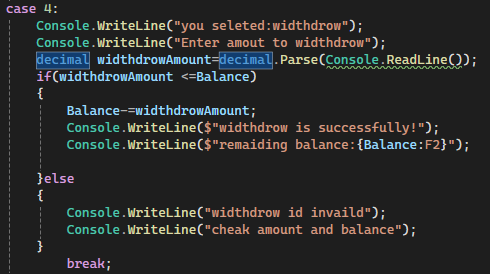 case 4:
Console.WriteLine("you seleted:widthdrow");
Console.WriteLine("Enter amout to widthdrow");
decimal widthdrowAmount=decimal.Parse(Console.ReadLine());
if(widthdrowAmount <=Balance)
{
Balance-=widthdrowAmount;
Console.WriteLine($"widthdrow is successfully!");
Console.WriteLine($"remaiding balance:{Balance:F2}");
}else
{
Console.WriteLine("widthdrow id invaild");
Console.WriteLine("cheak amount and balance");
}
break;